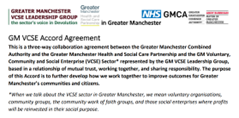 GREATER MANCHESTER
VCSE LEADERSHIP GROUP
the sector's voice in Devolution
Greater
Manchester
Health and
Social Care
Partnership
NHS
in Greater Manchester
GMCA
GM VCSE Accord Agreement
This is a three-way collaboration agreement between the Greater Manchester Combined
Authority and the Greater Manchester Health and Social Care Partnership and the GM Voluntary,
Community and Social Enterprise (VCSE) Sector* represented by the GM VCSE Leadership Group,
based on a relationship of mutual trust, working together, and sharing responsibility. The purpose
of this Accord is to further develop how we work together to improve outcomes for Greater
Manchester's communities and citizens.
*When we talk about the VCSE sector in Greater Manchester, we mean voluntary organisations,
community groups, the community work of faith groups, and those social enterprises where profits
will be reinvested in their social purpose.